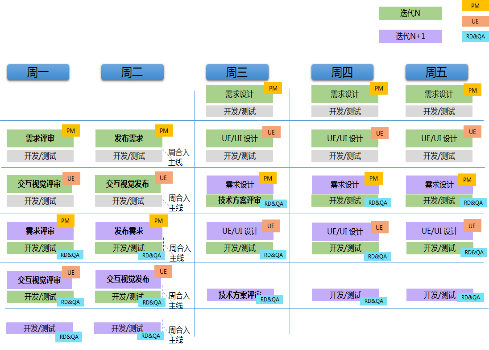 迭代N
PM
UE
迭代N+1
RD&QA
周一
周二
周三
周四
周五
需求设计
PM
需求设计
PM
需求设计
PM
开发/测试
开发/测试
开发/测试
需求评审
PM
发布需求
PM
UE/UI设计
UE
UE/UI设计
UE
UE/UI设计
UE
开发/测试
开发/测试
周合入
主线
开发/测试
开发/测试
开发/测试
交互视觉评审
UE
交互视觉发布
UE
需求设计
PM
需求设计
PM
需求设计
PM
开发/测试
开发/测试
周合入
主线
技术方案评审
RD&QA
开发/测试
RD&QA
开发/测试
RD&QA
需求评审
PM
发布需求
PM
UE/UI设计
UE
UE/UI设计
UE
UE/UI设计
UE
开发/测试
RD&QA
开发/测试
RD&QA
周合入
主线
开发/测试
RD&QA
开发/测试
RD&QA
开发/测试
RD&QA
交互视觉评审
UE
交互视觉发布
UE
开发/测试
RD&QA
开发/测试
RD&QA
周合入
主线
技术方案评审
RD&QA
开发/测试
RD&QA
开发/测试
RD&QA
开发/测试
RD&QA
开发/测试
RD&QA
周合入
主线